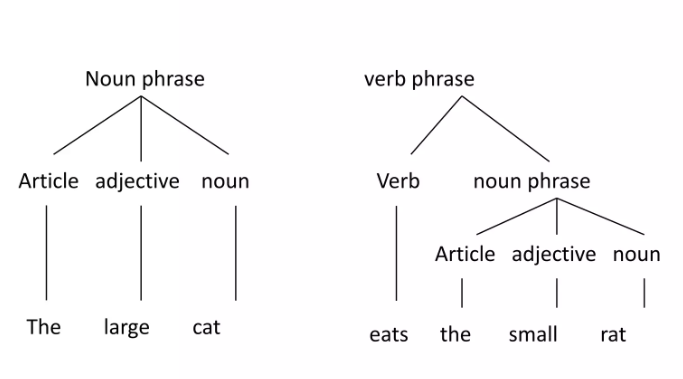 Noun phrase
verb phrase
Article adjective noun
Verb noun phrase
Article adjective noun
The large cat
eats the small rat